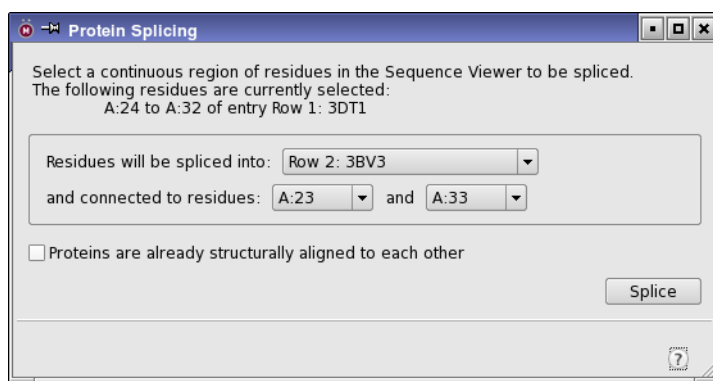 Protein Splicing
Select a continuous region of residues in the Sequence Viewer to be spliced.
The following residues are currently selected:
A:24 to A:32 of entry Row 1: 3DT1
Residues will be spliced into: Row 2: 3BV3
and connected to residues: A:23 and A:33
Proteins are already structurally aligned to each other
Splice
?